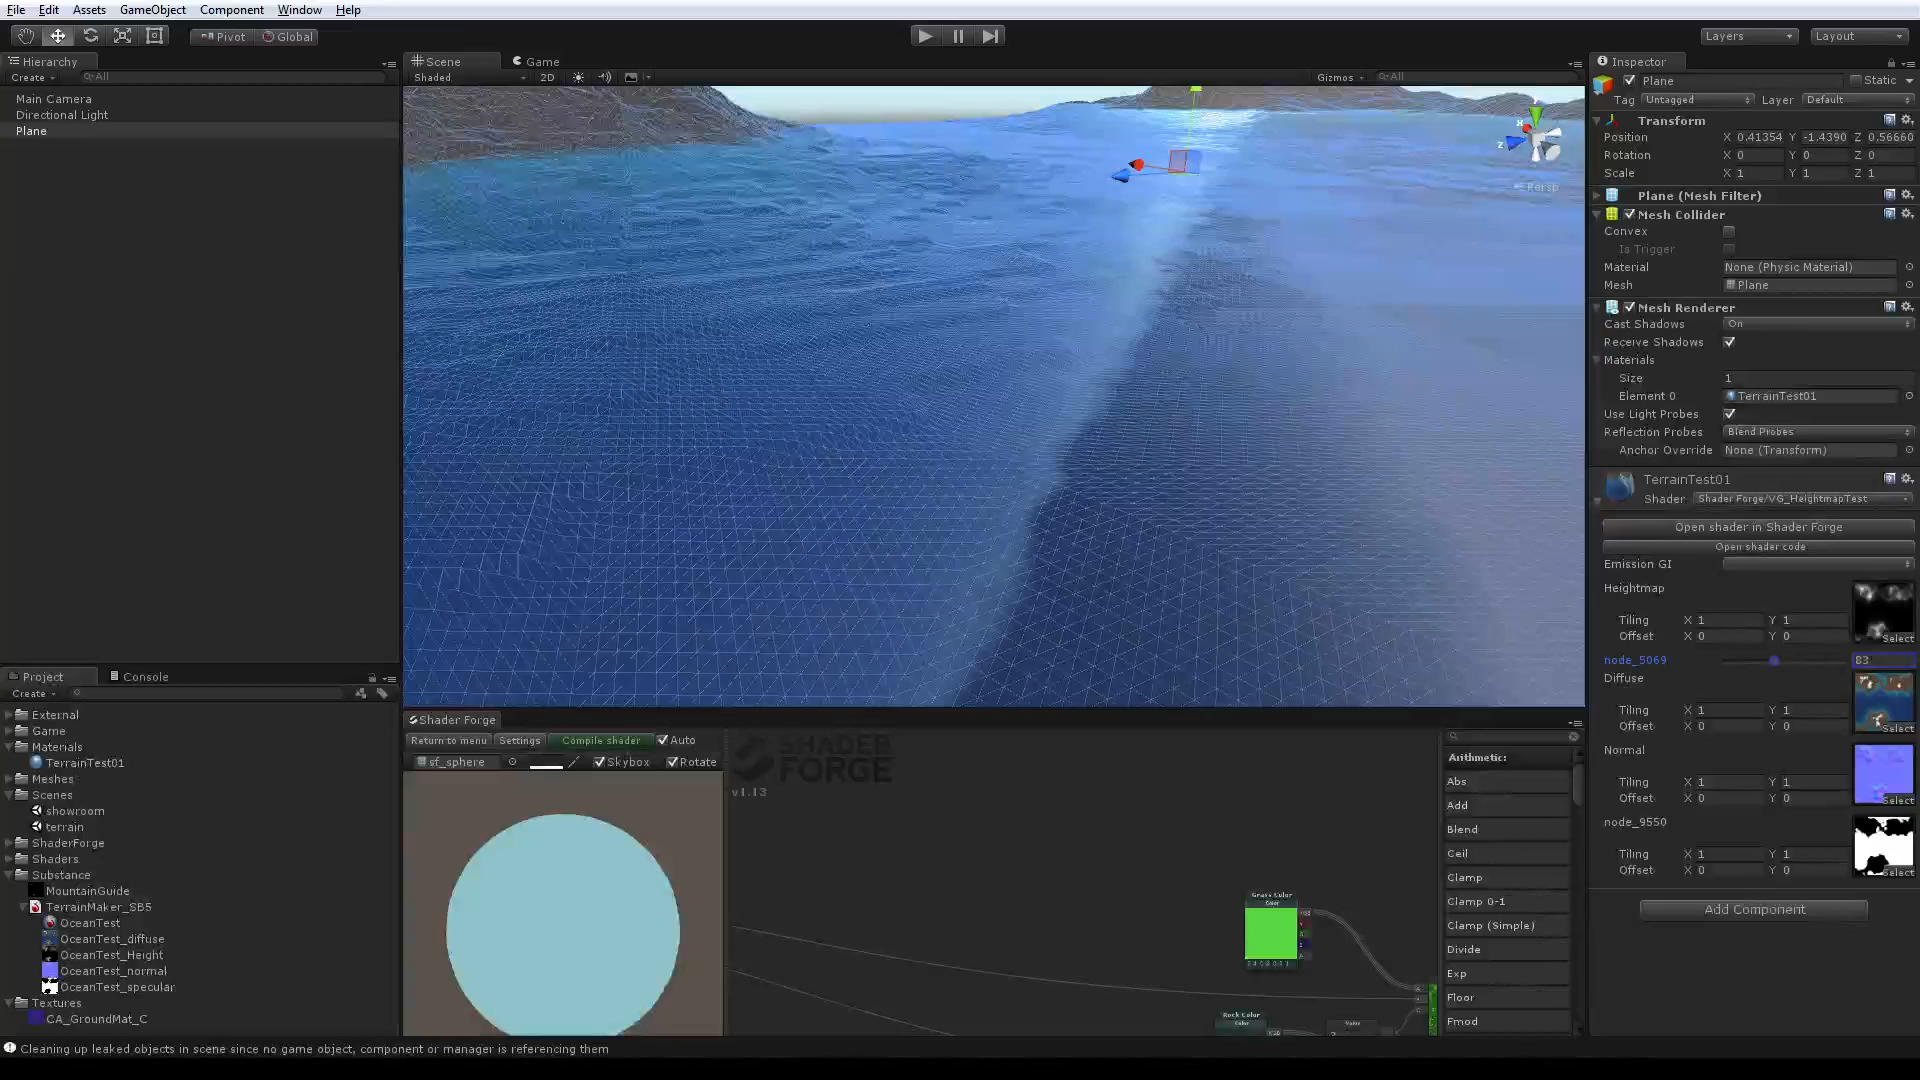 File Edit Assets GameObject Component Window Help
Pivot Global Layers Layout
Hierarchy
Create All
Main Camera
Directional Light
Plane
Scene Game
Shaded 2D Gizmos All
Persp
Inspector
Plane Static
Tag Untagged Layer Default
Transform
Position X 0.41354 Y -1.4390 Z 0.56660
Rotation X 0 Y 0 Z 0
Scale X 1 Y 1 Z 1
Plane (Mesh Filter)
Mesh Collider
Convex
Is Trigger
Material None (Physic Material)
Mesh Plane
Mesh Renderer
Cast Shadows On
Receive Shadows
Materials
Size 1
Element 0 TerrainTest01
Use Light Probes
Reflection Probes Blend Probes
Anchor Override None (Transform)
TerrainTest01
Shader Shader Forge/VG_HeightmapTest
Open shader in Shader Forge
Open shader code
Emission GI
Heightmap
Tiling X 1 Y 1
Offset X 0 Y 0 Select
node_5069 83
Diffuse
Tiling X 1 Y 1
Offset X 0 Y 0 Select
Normal
Tiling X 1 Y 1
Offset X 0 Y 0 Select
node_9550
Tiling X 1 Y 1
Offset X 0 Y 0 Select
Add Component
Project Console
Create
External
Game
Materials
TerrainTest01
Meshes
Scenes
showroom
terrain
ShaderForge
Shaders
Substance
MountainGuide
TerrainMaker_SB5
OceanTest
OceanTest_diffuse
OceanTest_Height
OceanTest_normal
OceanTest_specular
Textures
CA_GroundMat_C
Shader Forge
Return to menu Settings Compile shader Auto
sf_sphere Skybox Rotate
SHADER FORGE
v1.13
Grass Color
Color
Rock Color
Color
Value
Arithmetic:
Abs
Add
Blend
Ceil
Clamp
Clamp 0-1
Clamp (Simple)
Divide
Exp
Floor
Fmod
Cleaning up leaked objects in scene since no game object, component or manager is referencing them